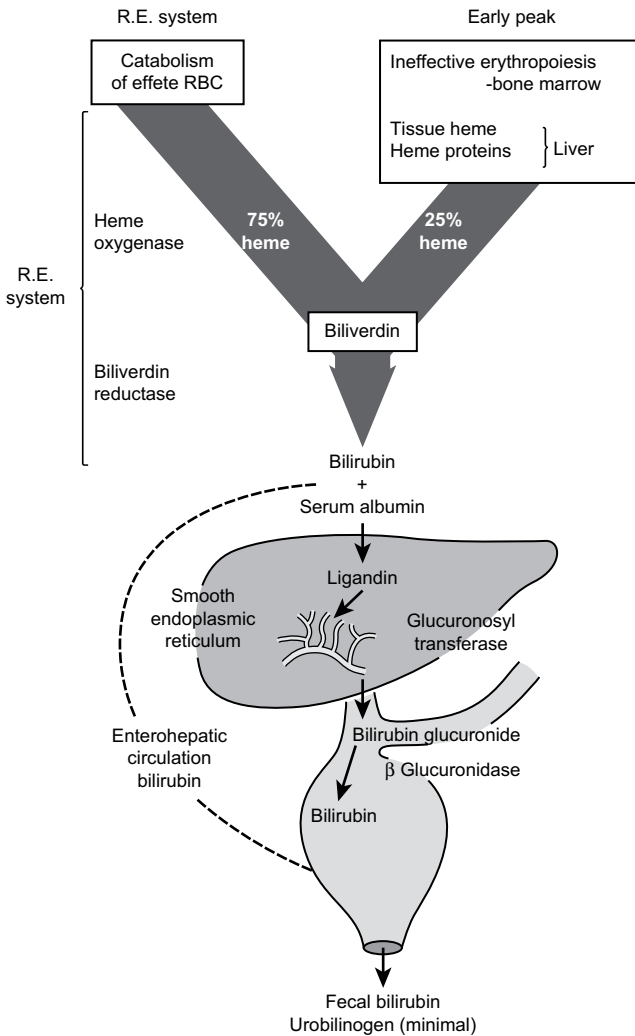 R.E. system
Early peak
Catabolism
of effete RBC
Ineffective erythropoiesis
-bone marrow
Tissue heme
Heme proteins
Liver
Heme
oxygenase
75%
heme
25%
heme
R.E.
system
Biliverdin
Biliverdin
reductase
Bilirubin
+
Serum albumin
Ligandin
Smooth
endoplasmic
reticulum
Glucuronosyl
transferase
Enterohepatic
circulation
bilirubin
Bilirubin glucuronide
β Glucuronidase
Bilirubin
Fecal bilirubin
Urobilinogen (minimal)